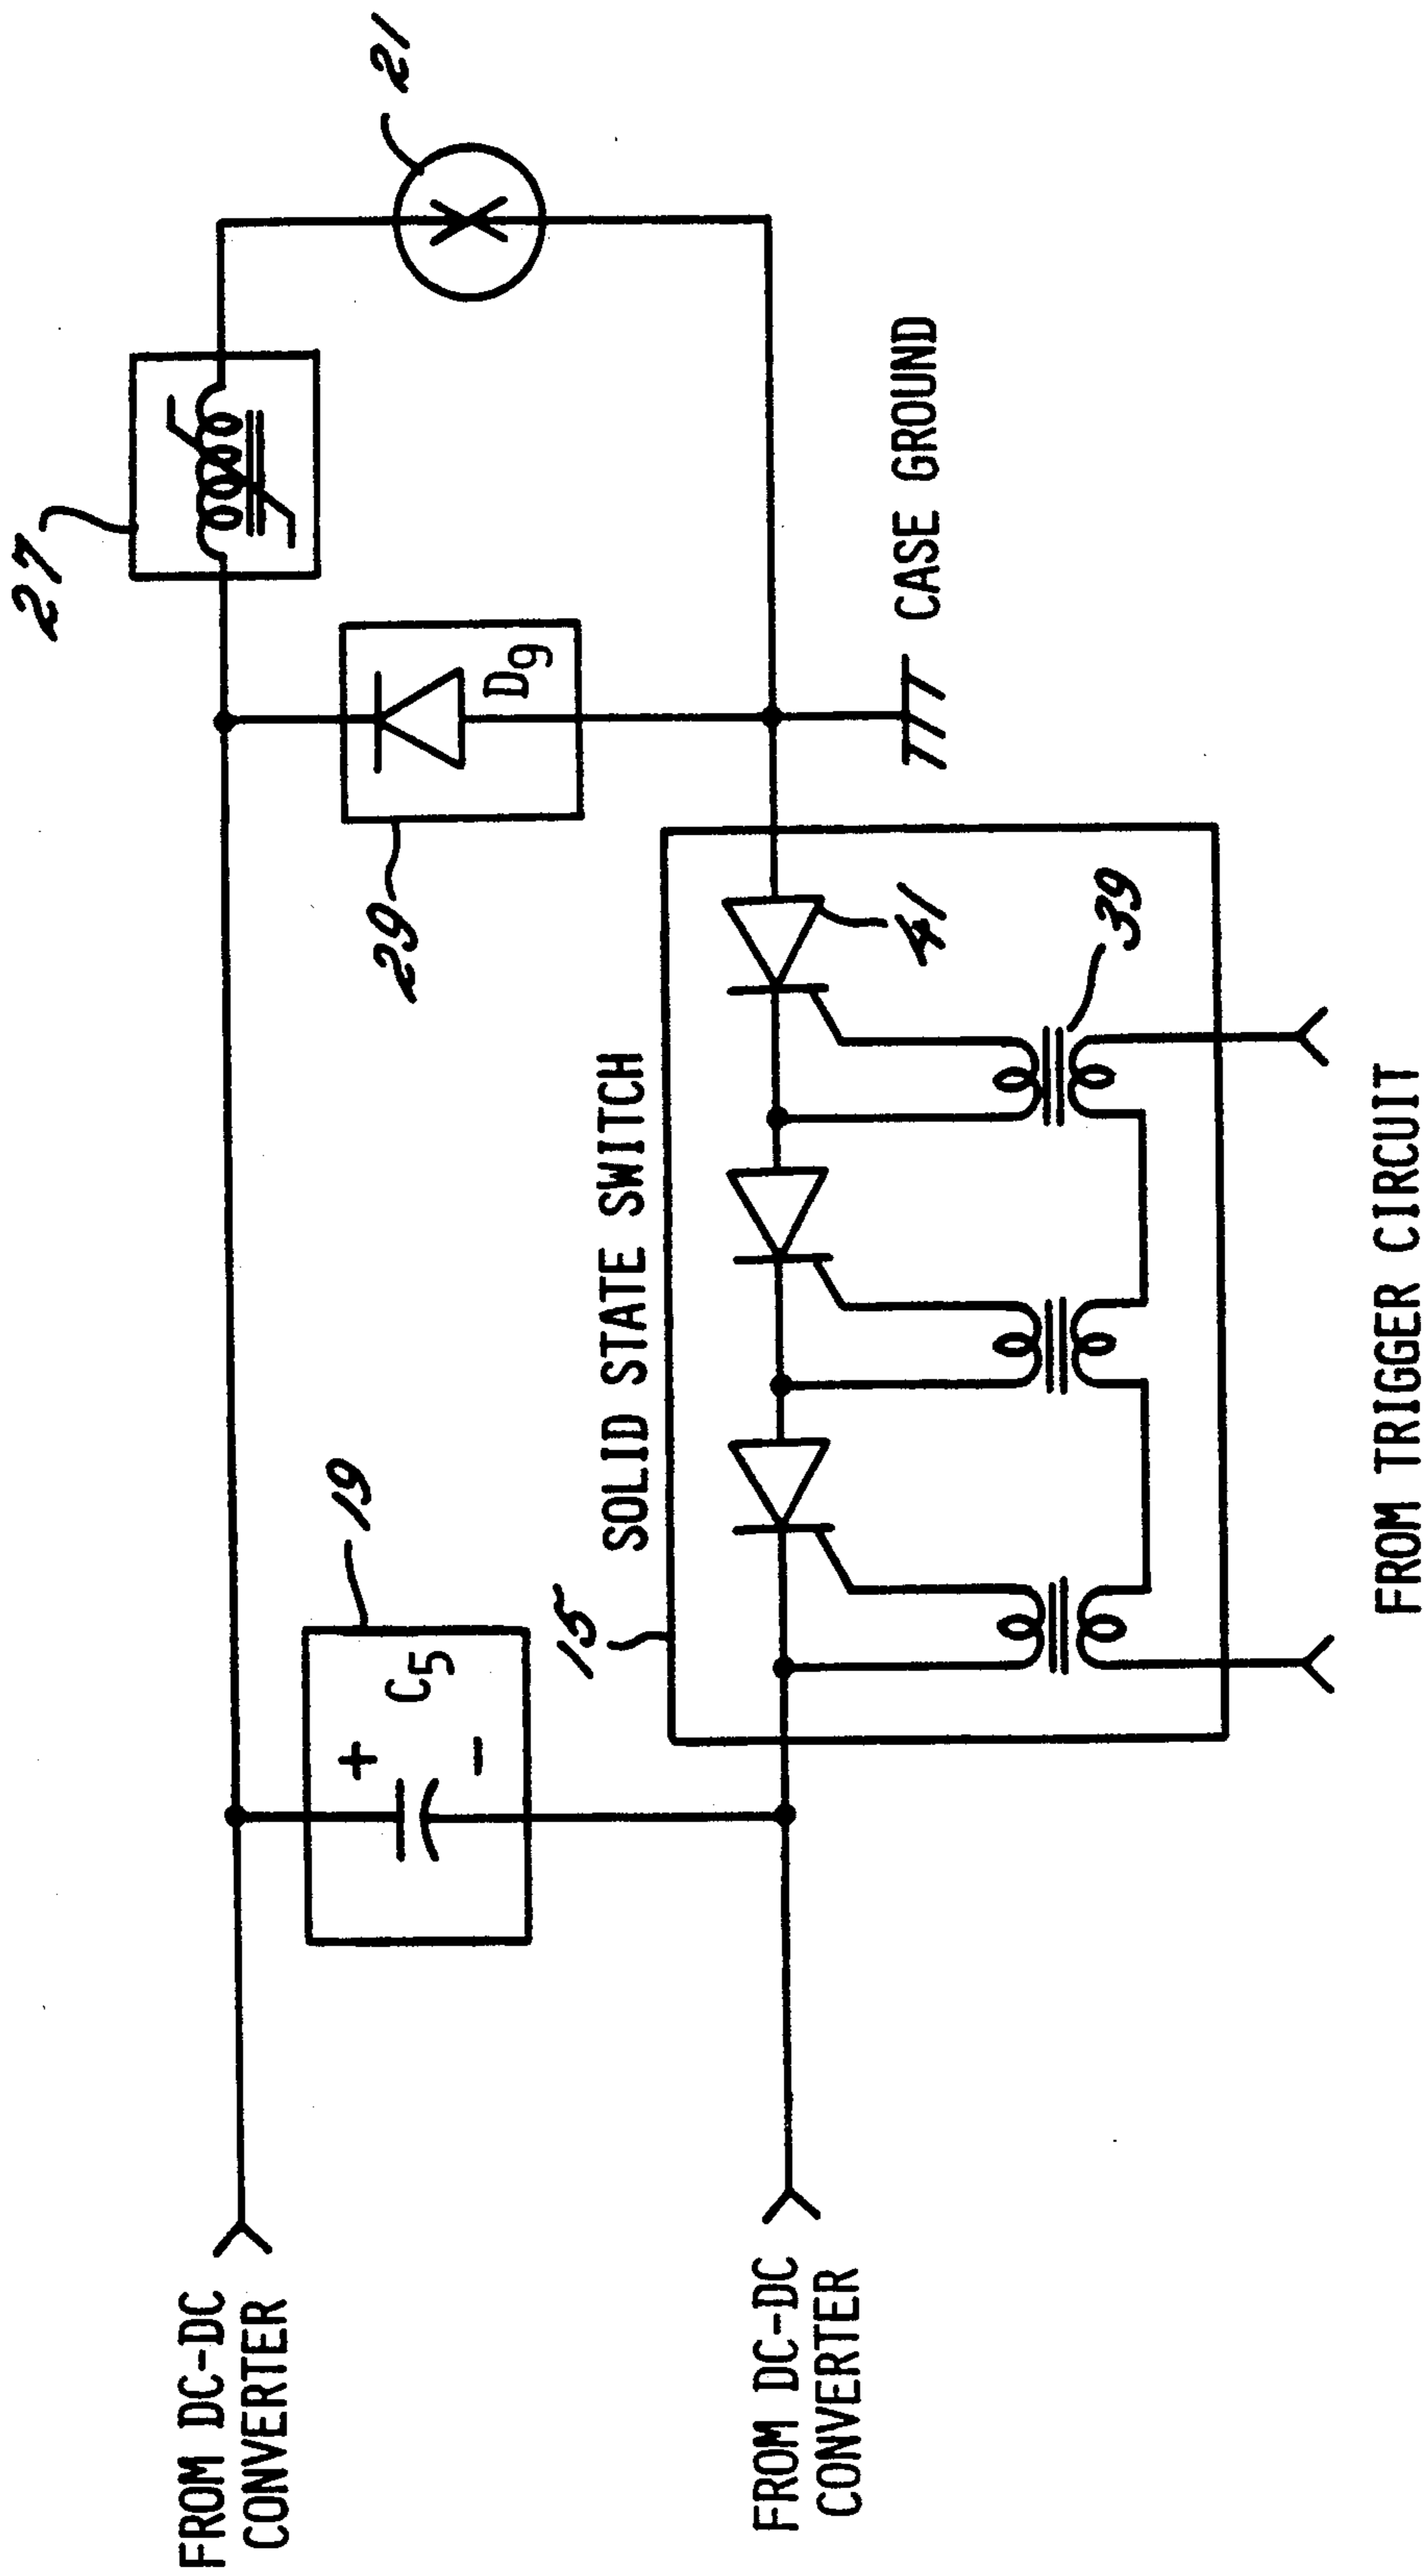 FROM DC-DC
CONVERTER
FROM DC-DC
CONVERTER
19
C5
+
-
15
SOLID STATE SWITCH
41
39
29
D9
27
21
CASE GROUND
FROM TRIGGER CIRCUIT